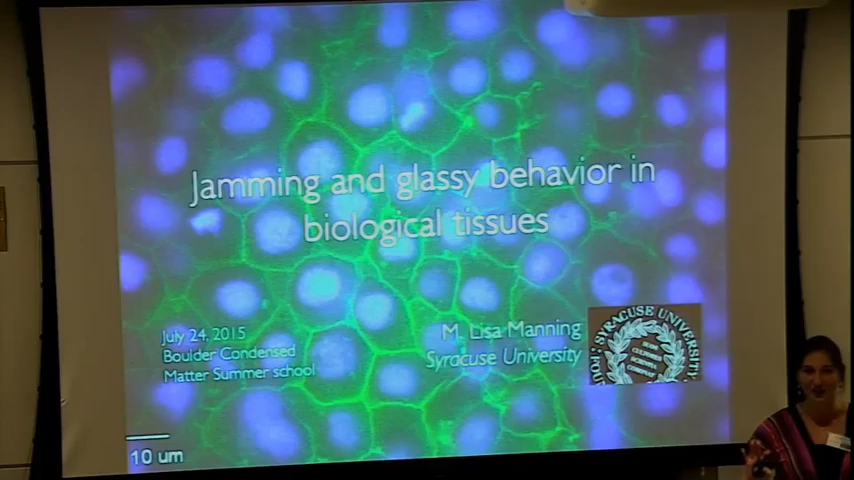 Jamming and glassy behavior in
biological tissues
July 24, 2015
Boulder Condensed
Matter Summer school
M. Lisa Manning
Syracuse University
SYRACUSE UNIVERSITY
10 um